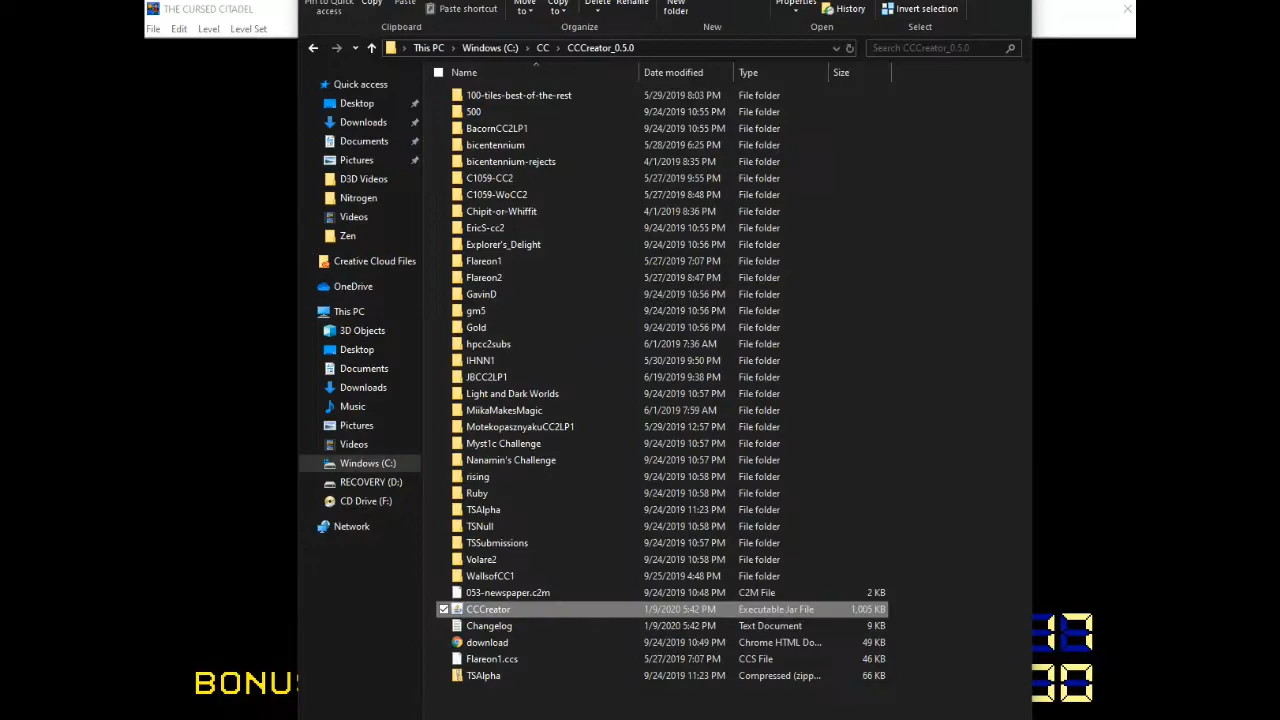 THE CURSED CITADEL
File Edit Level Level Set
Pin to Quick access Copy Paste Paste shortcut Move to Copy to Delete Rename New folder Properties History Invert selection
Clipboard Organize New Open Select
This PC > Windows (C:) > CC > CCCreator_0.5.0 Search CCCreator_0.5.0
Name Date modified Type Size
Quick access
Desktop
Downloads
Documents
Pictures
D3D Videos
Nitrogen
Videos
Zen
Creative Cloud Files
OneDrive
This PC
3D Objects
Desktop
Documents
Downloads
Music
Pictures
Videos
Windows (C:)
RECOVERY (D:)
CD Drive (F:)
Network
100-tiles-best-of-the-rest 5/29/2019 8:03 PM File folder
500 9/24/2019 10:55 PM File folder
BacornCC2LP1 9/24/2019 10:55 PM File folder
bicentennium 5/28/2019 6:25 PM File folder
bicentennium-rejects 4/1/2019 8:35 PM File folder
C1059-CC2 5/27/2019 9:55 PM File folder
C1059-WoCC2 5/27/2019 8:48 PM File folder
Chipit-or-Whiffit 4/1/2019 8:36 PM File folder
EricS-cc2 9/24/2019 10:55 PM File folder
Explorer's_Delight 9/24/2019 10:56 PM File folder
Flareon1 5/27/2019 7:07 PM File folder
Flareon2 5/27/2019 8:47 PM File folder
GavinD 9/24/2019 10:56 PM File folder
gm5 9/24/2019 10:56 PM File folder
Gold 9/24/2019 10:56 PM File folder
hpcc2subs 6/1/2019 7:36 AM File folder
IHNN1 5/30/2019 9:50 PM File folder
JBCC2LP1 6/19/2019 9:38 PM File folder
Light and Dark Worlds 9/24/2019 10:57 PM File folder
MiikaMakesMagic 6/1/2019 7:59 AM File folder
MotekopasznyakuCC2LP1 5/29/2019 12:57 PM File folder
Myst1c Challenge 9/24/2019 10:57 PM File folder
Nanamin's Challenge 9/24/2019 10:57 PM File folder
rising 9/24/2019 10:58 PM File folder
Ruby 9/24/2019 10:58 PM File folder
TSAlpha 9/24/2019 11:23 PM File folder
TSNull 9/24/2019 10:58 PM File folder
TSSubmissions 9/24/2019 10:57 PM File folder
Volare2 9/24/2019 10:58 PM File folder
WallsofCC1 9/25/2019 4:48 PM File folder
053-newspaper.c2m 9/24/2019 10:48 PM C2M File 2 KB
CCCreator 1/9/2020 5:42 PM Executable Jar File 1,005 KB
Changelog 1/9/2020 5:42 PM Text Document 9 KB
download 9/24/2019 10:49 PM Chrome HTML Do... 49 KB
Flareon1.ccs 5/27/2019 7:07 PM CCS File 46 KB
TSAlpha 9/24/2019 11:23 PM Compressed (zipp... 66 KB
17
BONUS 00